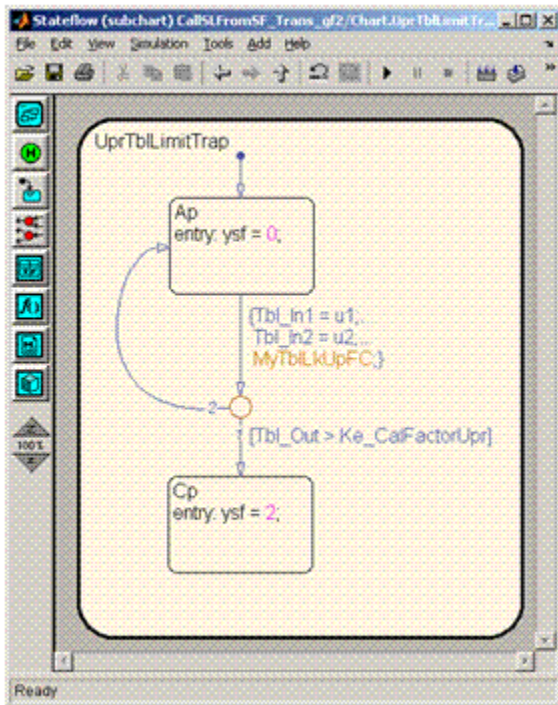 Stateflow (subchart) CallSLFromSF_Trans_gf2/Chart.UprTblLimitTr...
File Edit View Simulation Tools Add Help
UprTblLimitTrap
Ap
entry: ysf = 0;
{Tbl_In1 = u1;...
Tbl_In2 = u2;...
MyTblLkUpFC;}
2
1
[Tbl_Out > Ke_CalFactorUpr]
Cp
entry: ysf = 2;
100%
Ready